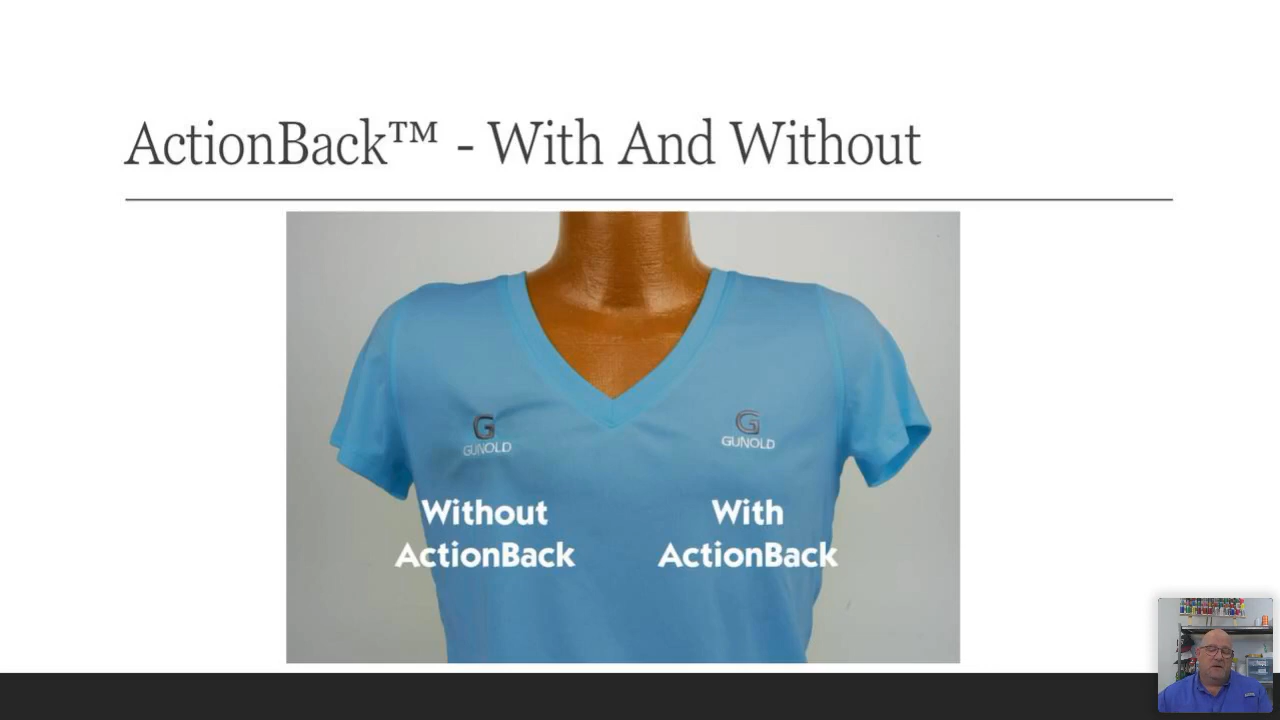 ActionBack™ - With And Without
G
GUNOLD
G
GUNOLD
Without
ActionBack
With
ActionBack